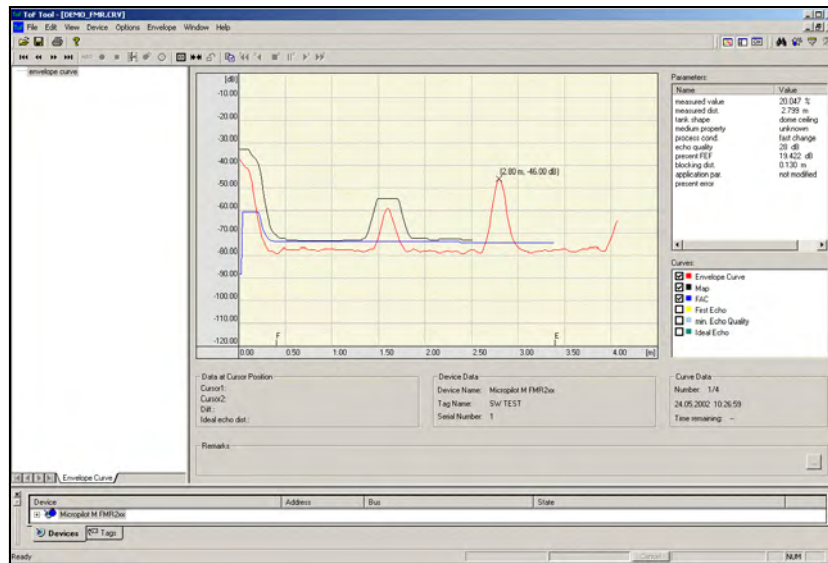 ToF Tool - [DEMO_FMR.CRV]
File Edit View Device Options Envelope Window Help
envelope curve
[dB]
-10.00
-20.00
-30.00
-40.00
-50.00
-60.00
-70.00
-80.00
-90.00
-100.00
-110.00
-120.00
[2.80 m, -46.00 dB)
F
E
0.00 0.50 1.00 1.50 2.00 2.50 3.00 3.50 4.00 [m]
Parameters:
Name Value
measured value 20.047 %
measured dist. 2.799 m
tank shape dome ceiling
medium property unknown
process cond. fast change
echo quality 28 dB
present FEF 19.422 dB
blocking dist. 0.130 m
application par. not modified
present error
Curves:
Envelope Curve
Map
FAC
First Echo
min. Echo Quality
Ideal Echo
Data at Cursor Position
Cursor1:
Cursor2:
Diff.:
Ideal echo dist.:
Device Data
Device Name: Micropilot M FMR2xx
Tag Name: SW TEST
Serial Number: 1
Curve Data
Number: 1/4
24.05.2002 10:26:59
Time remaining: --
Remarks
...
Envelope Curve
Device Address Bus State
Micropilot M FMR2xx
Devices Tags
Ready Cancel NUM